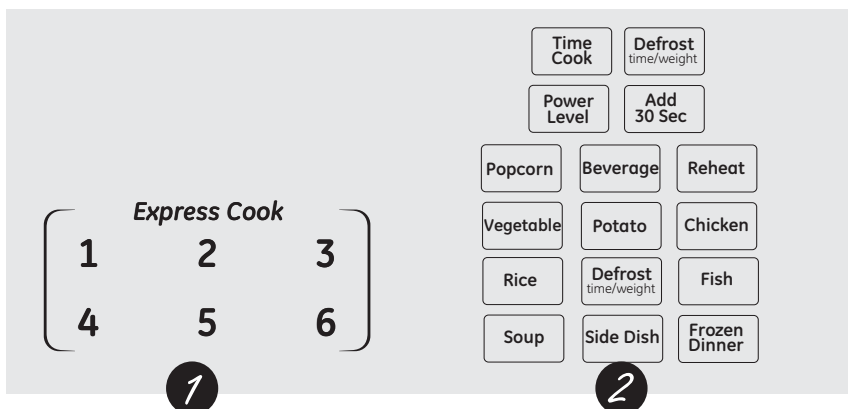 Time
Cook
Defrost
time/weight
Power
Level
Add
30 Sec
Popcorn
Beverage
Reheat
Vegetable
Potato
Chicken
Rice
Defrost
time/weight
Fish
Soup
Side Dish
Frozen
Dinner
Express Cook
1 2 3
4 5 6
1
2